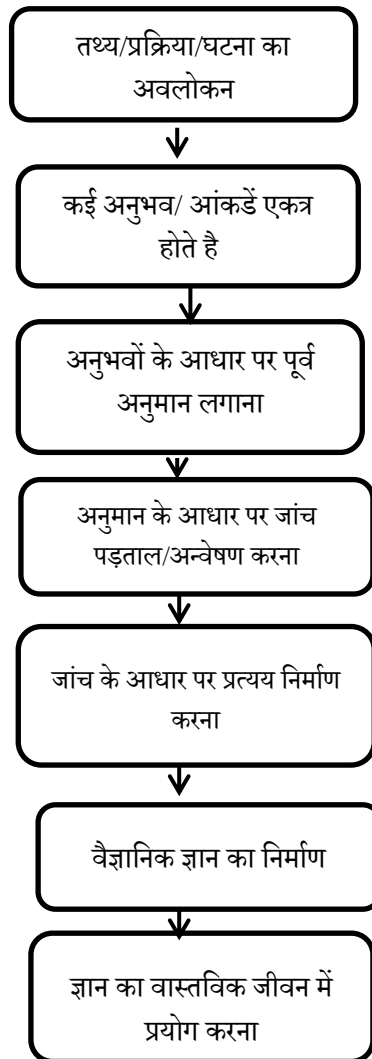 तथ्य/प्रक्रिया/घटना का
अवलोकन
कई अनुभव/ आंकडें एकत्र
होते है
अनुभवों के आधार पर पूर्व
अनुमान लगाना
अनुमान के आधार पर जांच
पड़ताल/अन्वेषण करना
जांच के आधार पर प्रत्यय निर्माण
करना
वैज्ञानिक ज्ञान का निर्माण
ज्ञान का वास्तविक जीवन में
प्रयोग करना